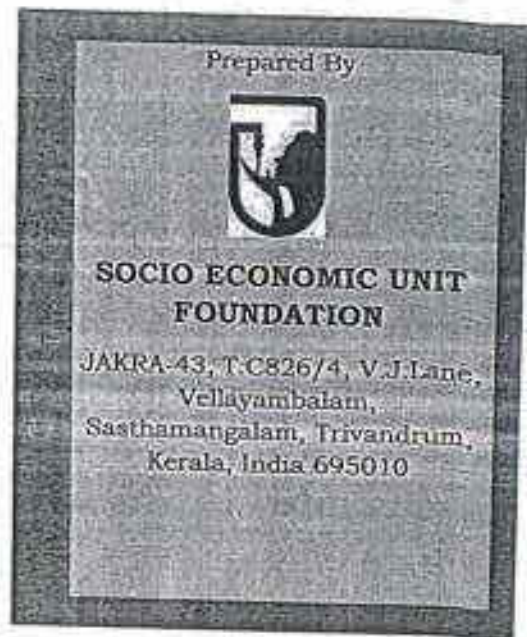 Prepared By
SOCIO ECONOMIC UNIT
FOUNDATION
JAKRA-43, T.C826/4, V.J.Lane,
Vellayambalam,
Sasthamangalam, Trivandrum,
Kerala, India 695010